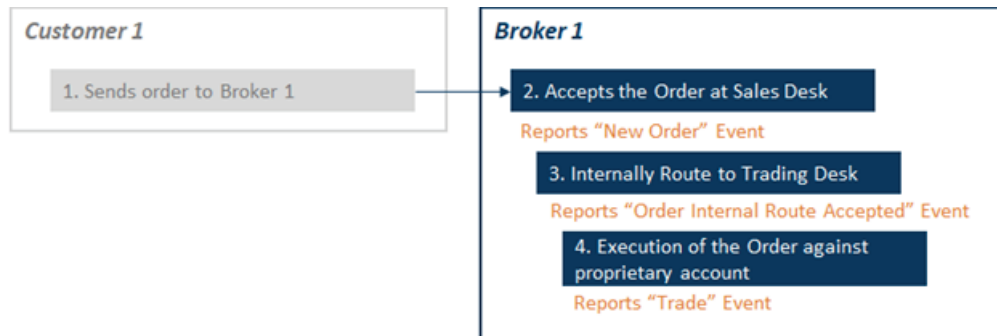 Customer 1
1. Sends order to Broker 1
Broker 1
2. Accepts the Order at Sales Desk
Reports "New Order" Event
3. Internally Route to Trading Desk
Reports "Order Internal Route Accepted" Event
4. Execution of the Order against
proprietary account
Reports "Trade" Event